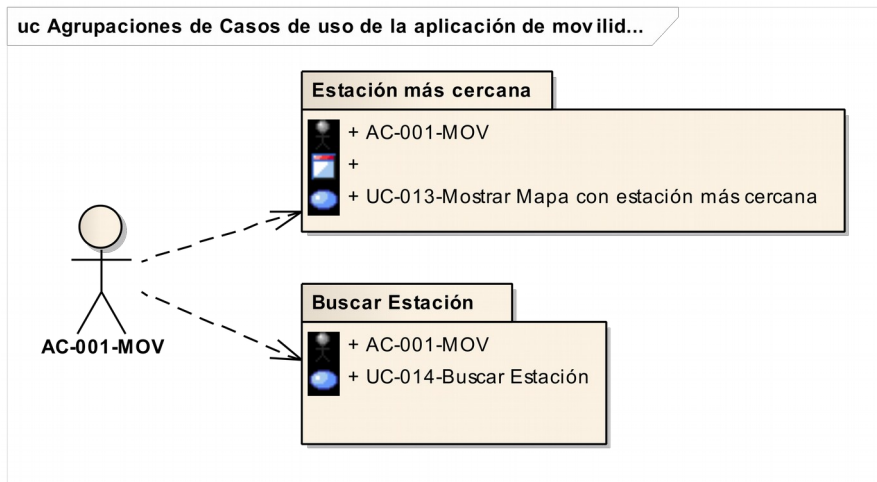 uc Agrupaciones de Casos de uso de la aplicación de movilid...
Estación más cercana
+ AC-001-MOV
+
+ UC-013-Mostrar Mapa con estación más cercana
AC-001-MOV
Buscar Estación
+ AC-001-MOV
+ UC-014-Buscar Estación